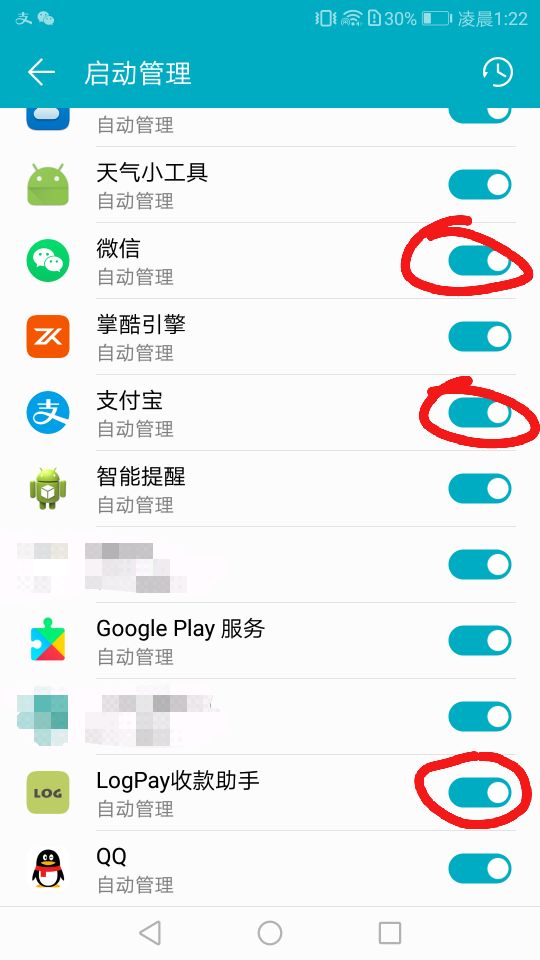 30% 凌晨1:22
启动管理
自动管理
天气小工具
自动管理
微信
自动管理
掌酷引擎
自动管理
支付宝
自动管理
智能提醒
自动管理
Google Play 服务
自动管理
LOG
LogPay收款助手
自动管理
QQ
自动管理